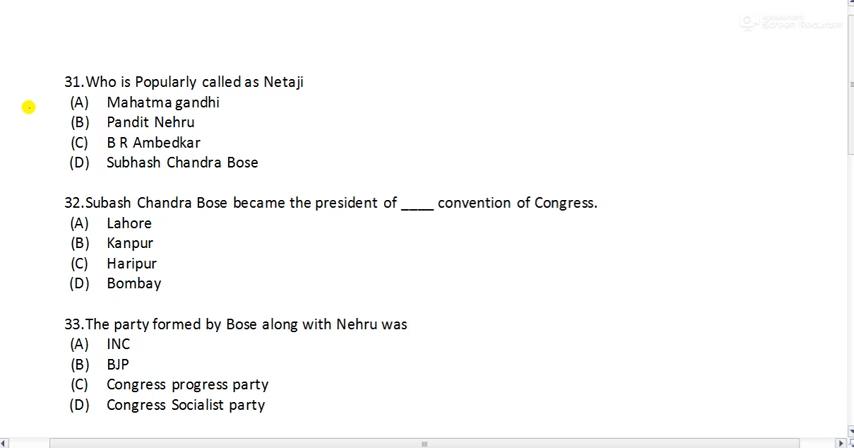 Screen Recorder
31.Who is Popularly called as Netaji
(A) Mahatma gandhi
(B) Pandit Nehru
(C) B R Ambedkar
(D) Subhash Chandra Bose
32.Subash Chandra Bose became the president of ____ convention of Congress.
(A) Lahore
(B) Kanpur
(C) Haripur
(D) Bombay
33.The party formed by Bose along with Nehru was
(A) INC
(B) BJP
(C) Congress progress party
(D) Congress Socialist party